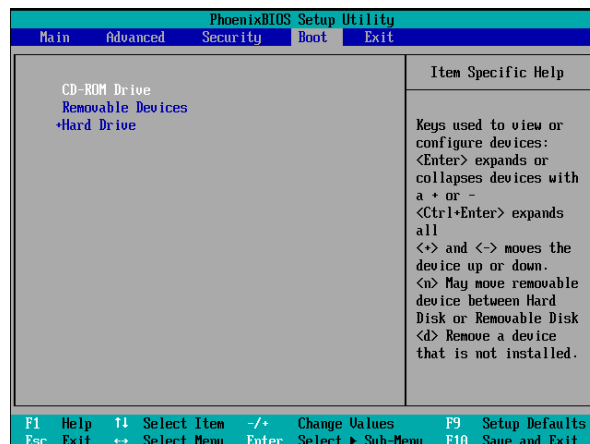 PhoenixBIOS Setup Utility
Main Advanced Security Boot Exit
Item Specific Help
CD-ROM Drive
Removable Devices
+Hard Drive
Keys used to view or
configure devices:
<Enter> expands or
collapses devices with
a + or -
<Ctrl+Enter> expands
all
<+> and <-> moves the
device up or down.
<n> May move removable
device between Hard
Disk or Removable Disk
<d> Remove a device
that is not installed.
F1 Help ↑↓ Select Item -/+ Change Values F9 Setup Defaults
Esc Exit ↔ Select Menu Enter Select ▶ Sub-Menu F10 Save and Exit